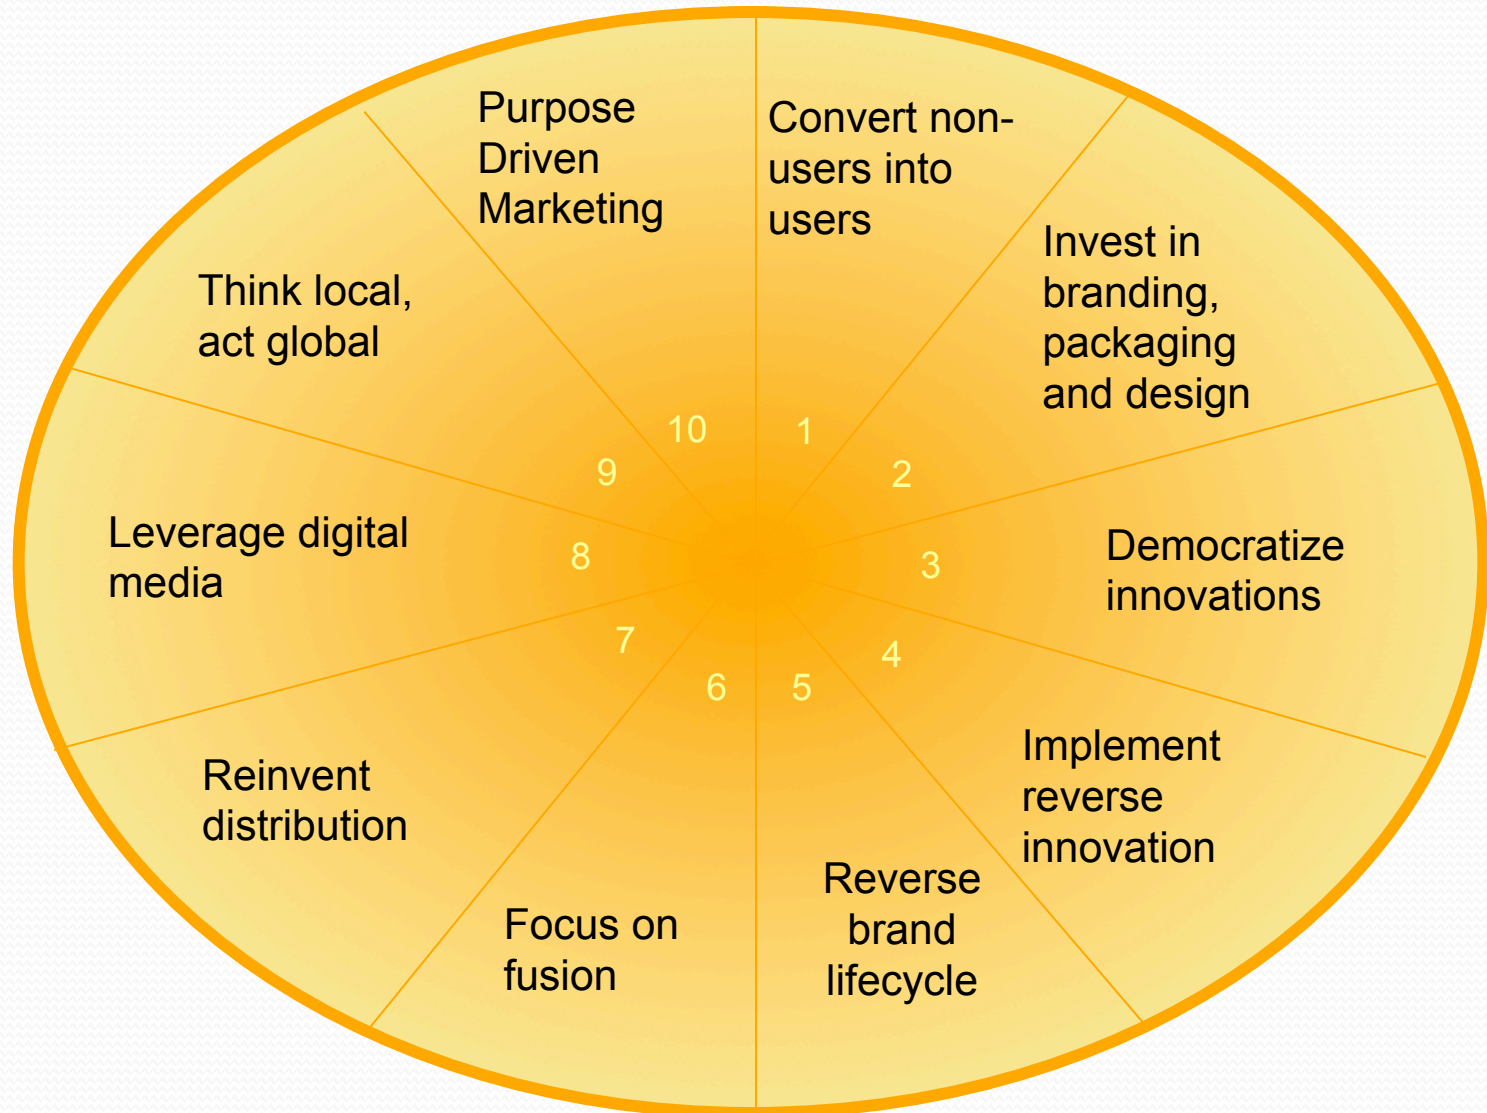 Purpose
Driven
Marketing
Convert non-
users into
users
Invest in
branding,
packaging
and design
Think local,
act global
10
1
9
2
Leverage digital
media
8
3
Democratize
innovations
7
4
6
5
Implement
reverse
innovation
Reinvent
distribution
Reverse
brand
lifecycle
Focus on
fusion